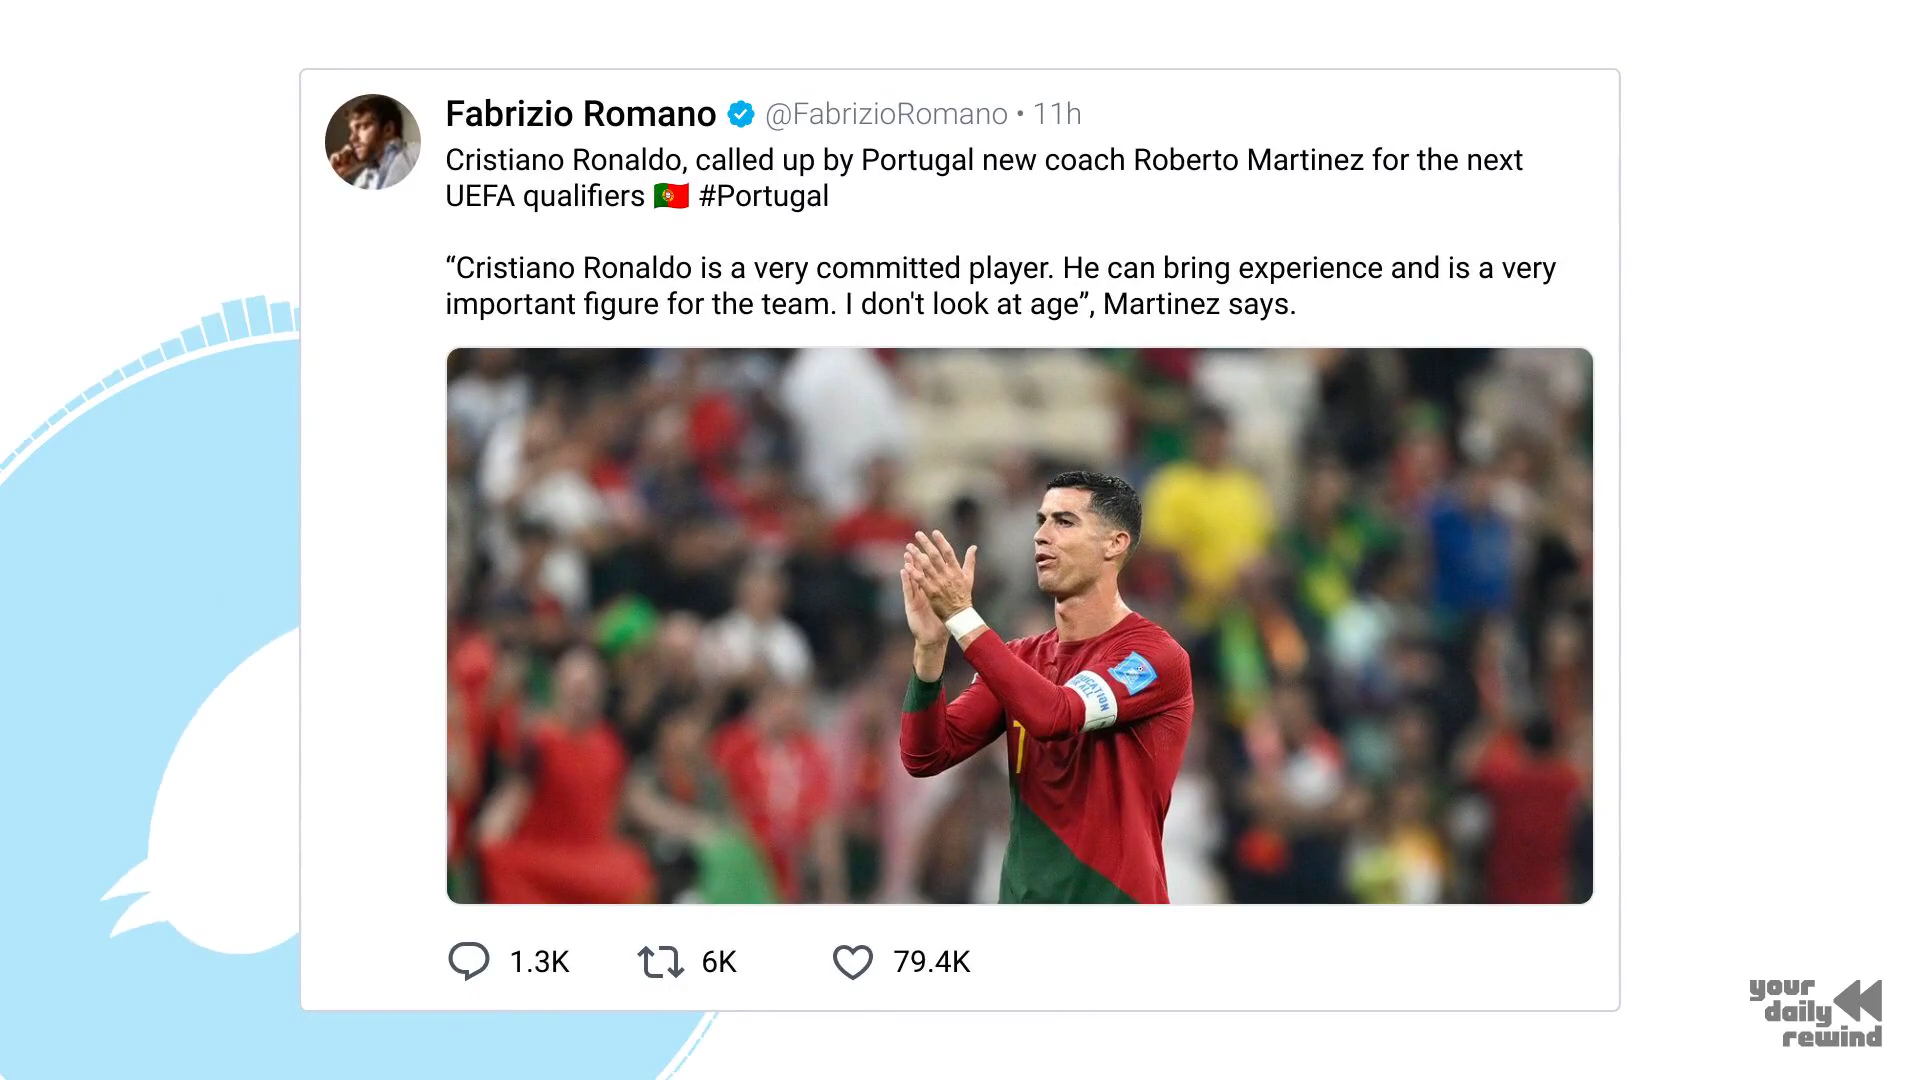 Fabrizio Romano @FabrizioRomano • 11h
Cristiano Ronaldo, called up by Portugal new coach Roberto Martinez for the next
UEFA qualifiers 🇵🇹 #Portugal
“Cristiano Ronaldo is a very committed player. He can bring experience and is a very
important figure for the team. I don't look at age”, Martinez says.
7
ALL
1.3K 6K 79.4K
your
daily
rewind